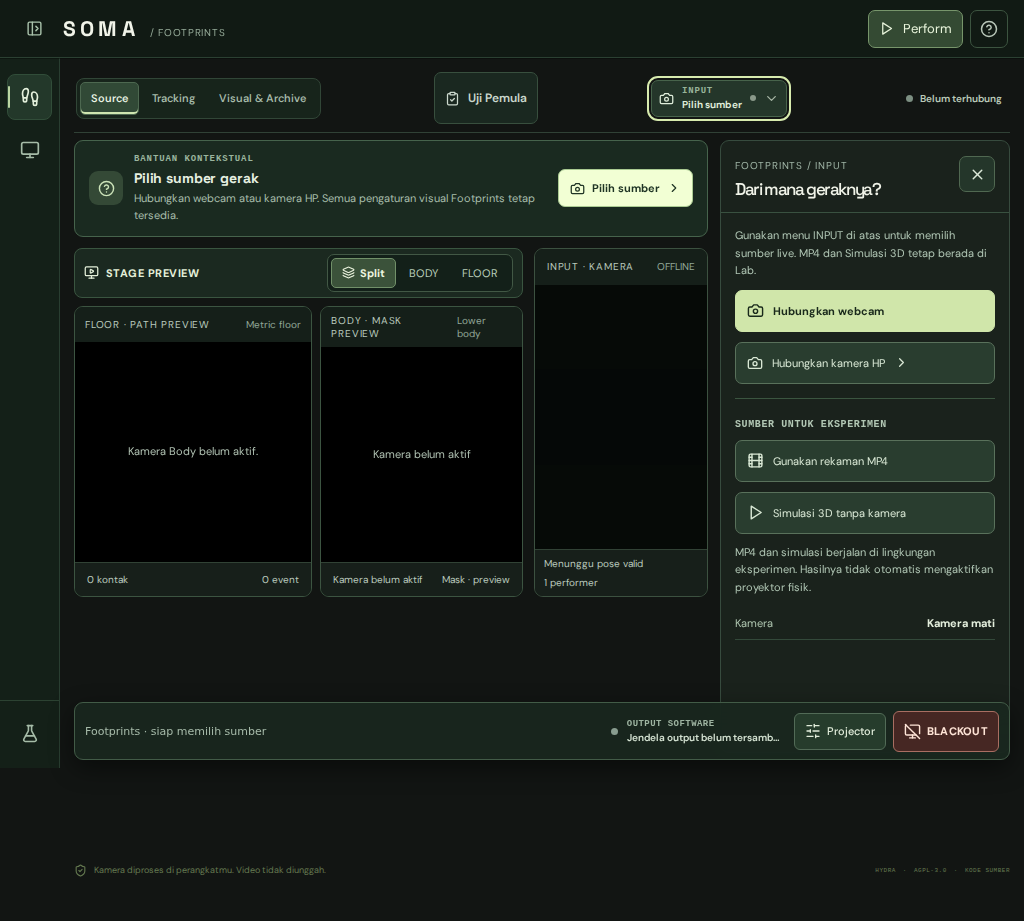 SOMA / FOOTPRINTS
Perform
Source
Tracking
Visual & Archive
Uji Pemula
INPUT
Pilih sumber
Belum terhubung
BANTUAN KONTEKSTUAL
Pilih sumber gerak
Hubungkan webcam atau kamera HP. Semua pengaturan visual Footprints tetap
tersedia.
Pilih sumber
STAGE PREVIEW
Split
BODY
FLOOR
FLOOR · PATH PREVIEW
Metric floor
Kamera Body belum aktif.
0 kontak
0 event
BODY · MASK
PREVIEW
Lower
body
Kamera belum aktif
Kamera belum aktif
Mask · preview
INPUT · KAMERA
OFFLINE
Menunggu pose valid
1 performer
FOOTPRINTS / INPUT
Dari mana geraknya?
Gunakan menu INPUT di atas untuk memilih
sumber live. MP4 dan Simulasi 3D tetap berada di
Lab.
Hubungkan webcam
Hubungkan kamera HP
SUMBER UNTUK EKSPERIMEN
Gunakan rekaman MP4
Simulasi 3D tanpa kamera
MP4 dan simulasi berjalan di lingkungan
eksperimen. Hasilnya tidak otomatis mengaktifkan
proyektor fisik.
Kamera
Kamera mati
Footprints · siap memilih sumber
OUTPUT SOFTWARE
Jendela output belum tersamb…
Projector
BLACKOUT
Kamera diproses di perangkatmu. Video tidak diunggah.
HYDRA · AGPL-3.0 · KODE SUMBER